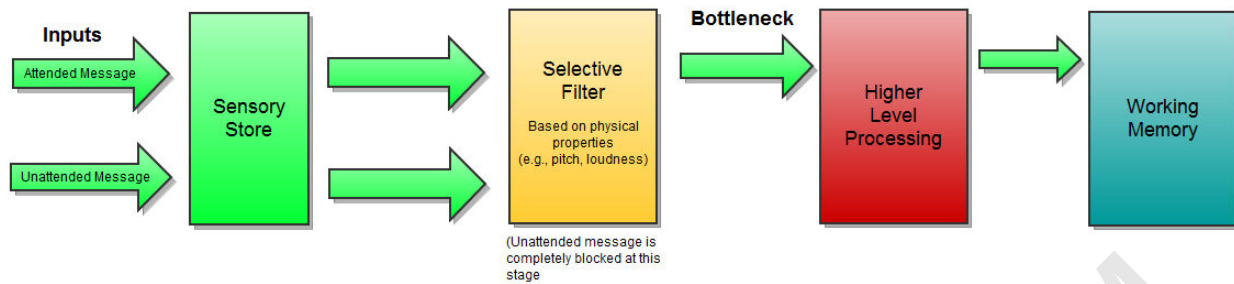 Inputs
Attended Message
Unattended Message
Sensory
Store
Selective
Filter
Based on physical
properties
(e.g., pitch, loudness)
(Unattended message is
completely blocked at this
stage
Bottleneck
Higher
Level
Processing
Working
Memory